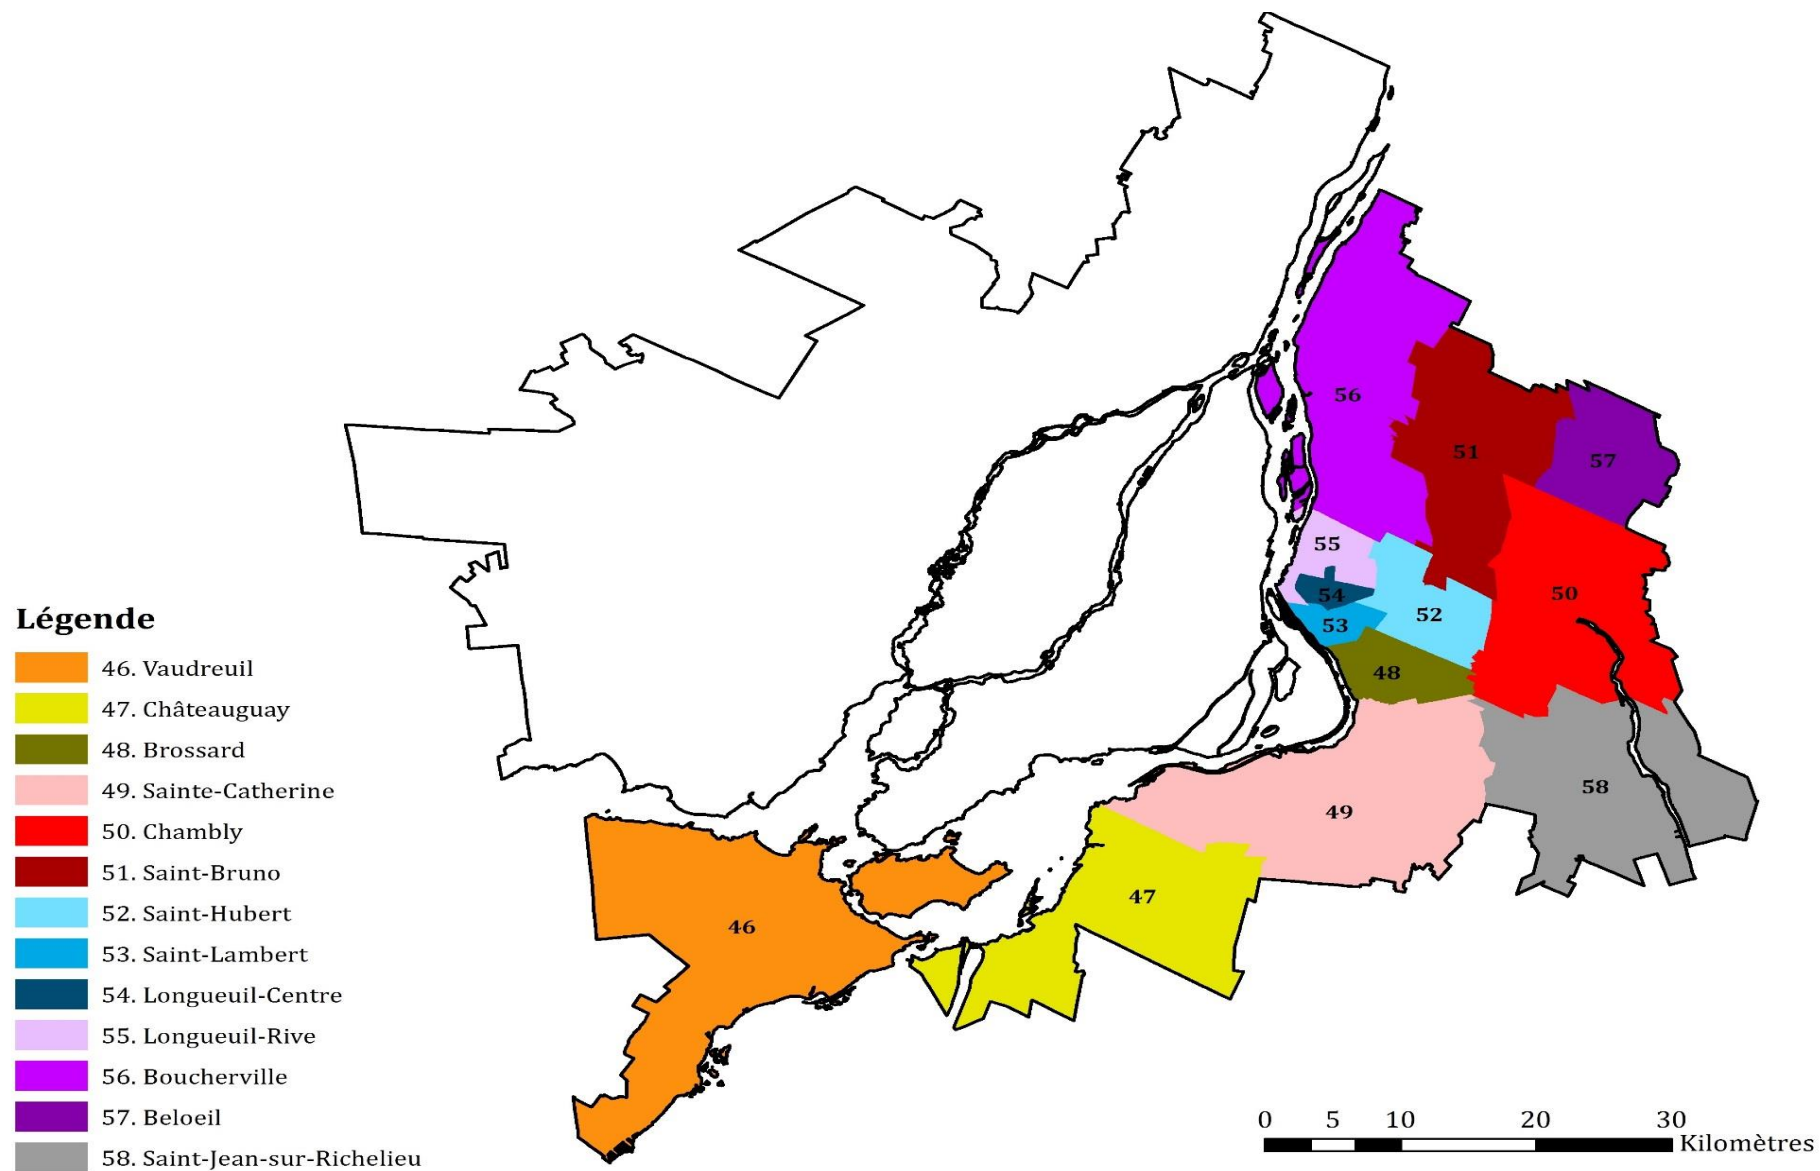 56
51
57
55
54
50
52
53
48
58
49
47
46
Légende
46. Vaudreuil
47. Châteauguay
48. Brossard
49. Sainte-Catherine
50. Chambly
51. Saint-Bruno
52. Saint-Hubert
53. Saint-Lambert
54. Longueuil-Centre
55. Longueuil-Rive
56. Boucherville
57. Beloeil
58. Saint-Jean-sur-Richelieu
0 5 10 20 30
Kilomètres